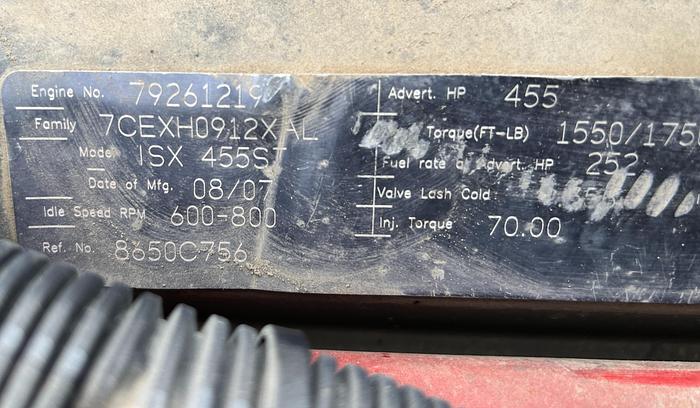 Engine No. 79261219
Family 7CEXH0912XAL
Model ISX 455ST
Date of Mfg. 08/07
Idle Speed RPM 600-800
Ref. No. 8650C756
Advert. HP 455
Torque(FT-LB) 1550/1750
Fuel rate at Advert. HP 252
Valve Lash Cold
Inj. Torque 70.00